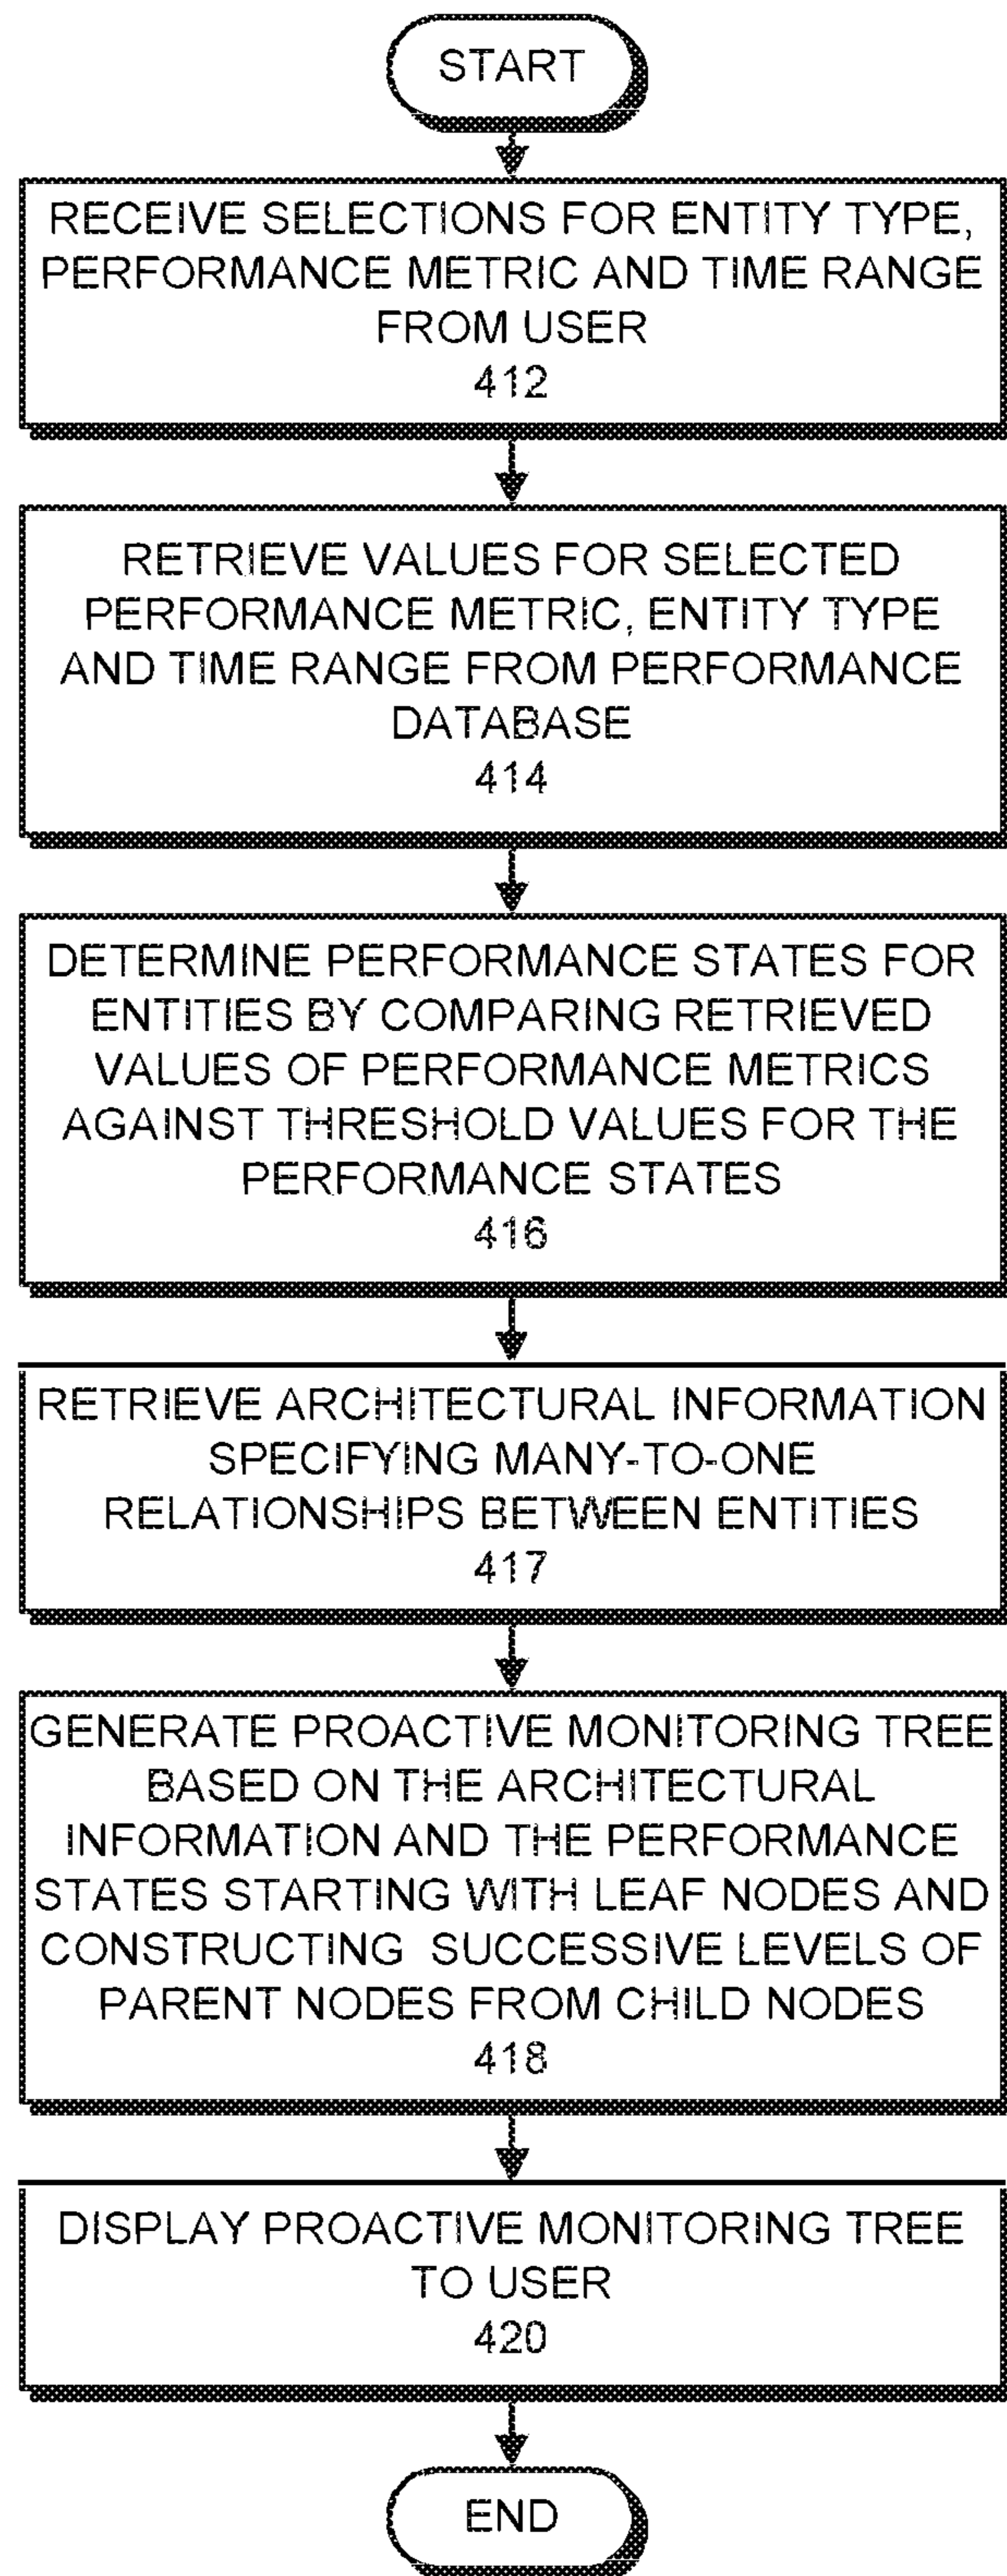 START
RECEIVE SELECTIONS FOR ENTITY TYPE,
PERFORMANCE METRIC AND TIME RANGE
FROM USER
412
RETRIEVE VALUES FOR SELECTED
PERFORMANCE METRIC, ENTITY TYPE
AND TIME RANGE FROM PERFORMANCE
DATABASE
414
DETERMINE PERFORMANCE STATES FOR
ENTITIES BY COMPARING RETRIEVED
VALUES OF PERFORMANCE METRICS
AGAINST THRESHOLD VALUES FOR THE
PERFORMANCE STATES
416
RETRIEVE ARCHITECTURAL INFORMATION
SPECIFYING MANY-TO-ONE
RELATIONSHIPS BETWEEN ENTITIES
417
GENERATE PROACTIVE MONITORING TREE
BASED ON THE ARCHITECTURAL
INFORMATION AND THE PERFORMANCE
STATES STARTING WITH LEAF NODES AND
CONSTRUCTING SUCCESSIVE LEVELS OF
PARENT NODES FROM CHILD NODES
418
DISPLAY PROACTIVE MONITORING TREE
TO USER
420
END